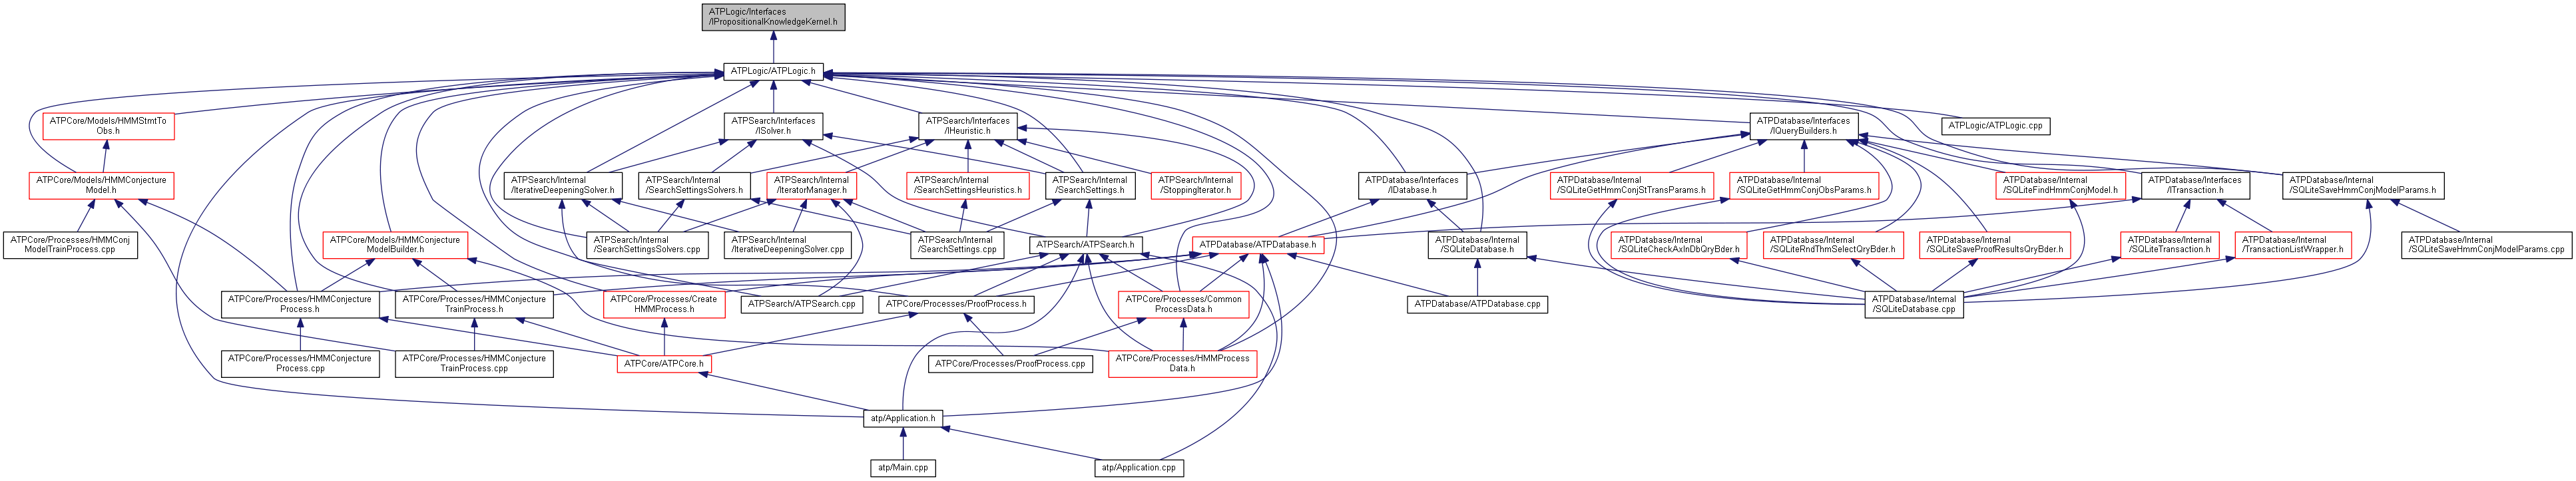 ATPLogic/Interfaces
/IPropositionalKnowledgeKernel.h
ATPLogic/ATPLogic.h
ATPCore/Models/HMMStmtTo
Obs.h
ATPSearch/Interfaces
/ISolver.h
ATPSearch/Interfaces
/IHeuristic.h
ATPDatabase/Interfaces
/IQueryBuilders.h
ATPLogic/ATPLogic.cpp
ATPCore/Models/HMMConjecture
Model.h
ATPSearch/Internal
/IterativeDeepeningSolver.h
ATPSearch/Internal
/SearchSettingsSolvers.h
ATPSearch/Internal
/IteratorManager.h
ATPSearch/Internal
/SearchSettingsHeuristics.h
ATPSearch/Internal
/SearchSettings.h
ATPSearch/Internal
/StoppingIterator.h
ATPDatabase/Interfaces
/IDatabase.h
ATPDatabase/Internal
/SQLiteGetHmmConjStTransParams.h
ATPDatabase/Internal
/SQLiteGetHmmConjObsParams.h
ATPDatabase/Internal
/SQLiteFindHmmConjModel.h
ATPDatabase/Interfaces
/ITransaction.h
ATPDatabase/Internal
/SQLiteSaveHmmConjModelParams.h
ATPCore/Processes/HMMConj
ModelTrainProcess.cpp
ATPCore/Models/HMMConjecture
ModelBuilder.h
ATPSearch/Internal
/SearchSettingsSolvers.cpp
ATPSearch/Internal
/IterativeDeepeningSolver.cpp
ATPSearch/Internal
/SearchSettings.cpp
ATPSearch/ATPSearch.h
ATPDatabase/ATPDatabase.h
ATPDatabase/Internal
/SQLiteDatabase.h
ATPDatabase/Internal
/SQLiteCheckAxInDbQryBder.h
ATPDatabase/Internal
/SQLiteRndThmSelectQryBder.h
ATPDatabase/Internal
/SQLiteSaveProofResultsQryBder.h
ATPDatabase/Internal
/SQLiteTransaction.h
ATPDatabase/Internal
/TransactionListWrapper.h
ATPDatabase/Internal
/SQLiteSaveHmmConjModelParams.cpp
ATPCore/Processes/HMMConjecture
Process.h
ATPCore/Processes/HMMConjecture
TrainProcess.h
ATPCore/Processes/Create
HMMProcess.h
ATPSearch/ATPSearch.cpp
ATPCore/Processes/ProofProcess.h
ATPCore/Processes/Common
ProcessData.h
ATPDatabase/ATPDatabase.cpp
ATPDatabase/Internal
/SQLiteDatabase.cpp
ATPCore/Processes/HMMConjecture
Process.cpp
ATPCore/Processes/HMMConjecture
TrainProcess.cpp
ATPCore/ATPCore.h
ATPCore/Processes/ProofProcess.cpp
ATPCore/Processes/HMMProcess
Data.h
atp/Application.h
atp/Main.cpp
atp/Application.cpp